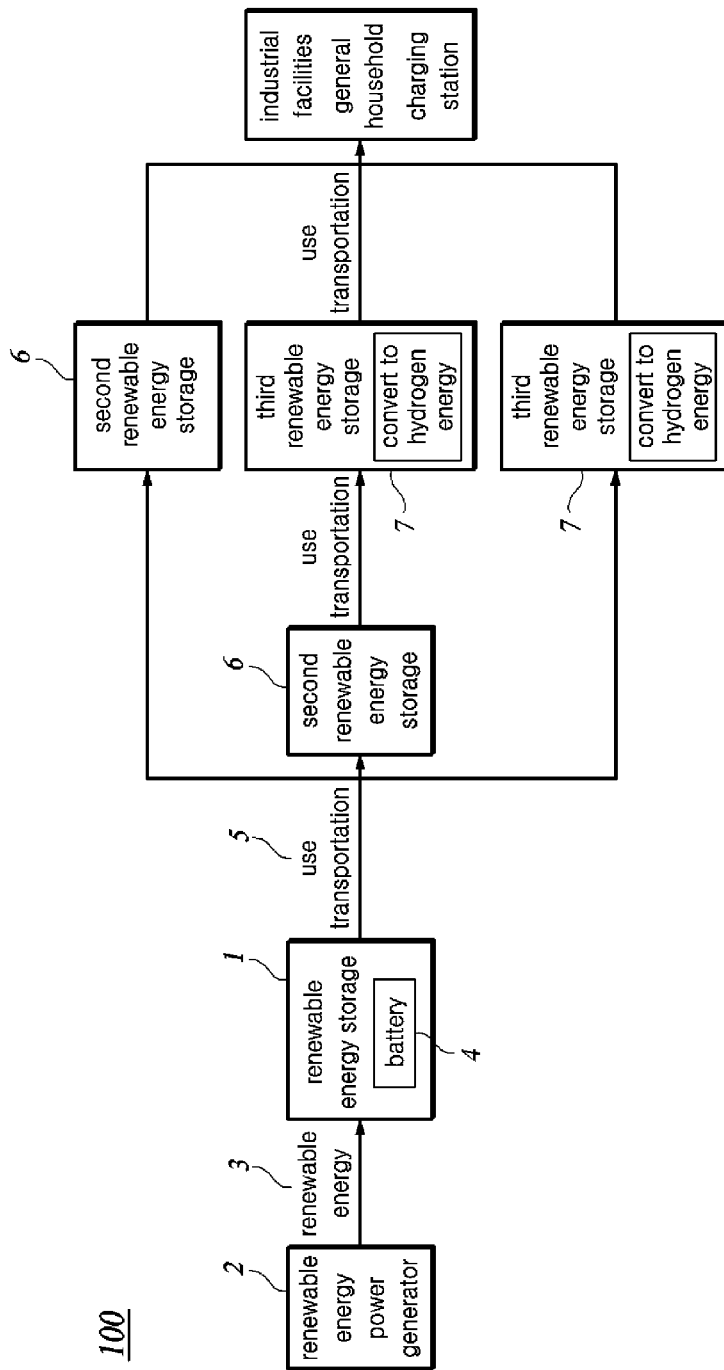 100
2
renewable
energy
power
generator
3
renewable
energy
1
renewable
energy storage
battery
4
5
use
transportation
6
second
renewable
energy
storage
6
second
renewable
energy
storage
use
transportation
third
renewable
energy
storage
convert to
hydrogen
energy
7
third
renewable
energy
storage
convert to
hydrogen
energy
7
use
transportation
industrial
facilities
general
household
charging
station